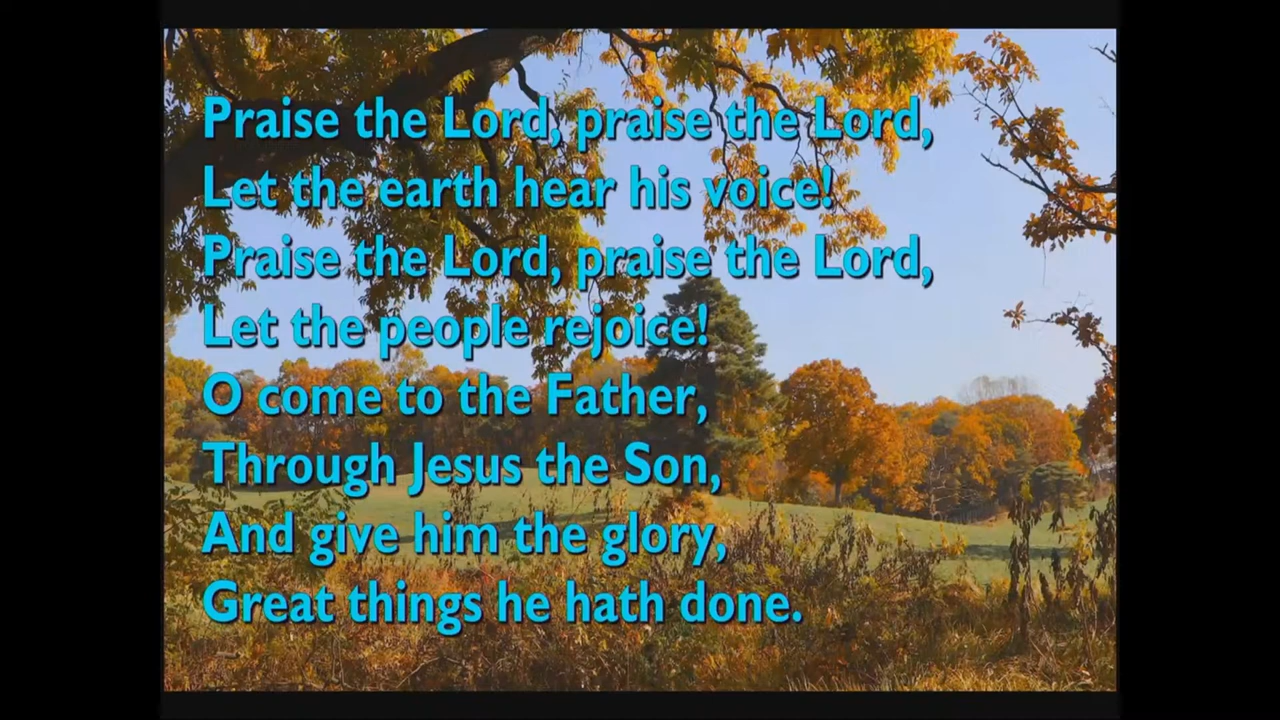 Praise the Lord, praise the Lord,
Let the earth hear his voice!
Praise the Lord, praise the Lord,
Let the people rejoice!
O come to the Father,
Through Jesus the Son,
And give him the glory,
Great things he hath done.